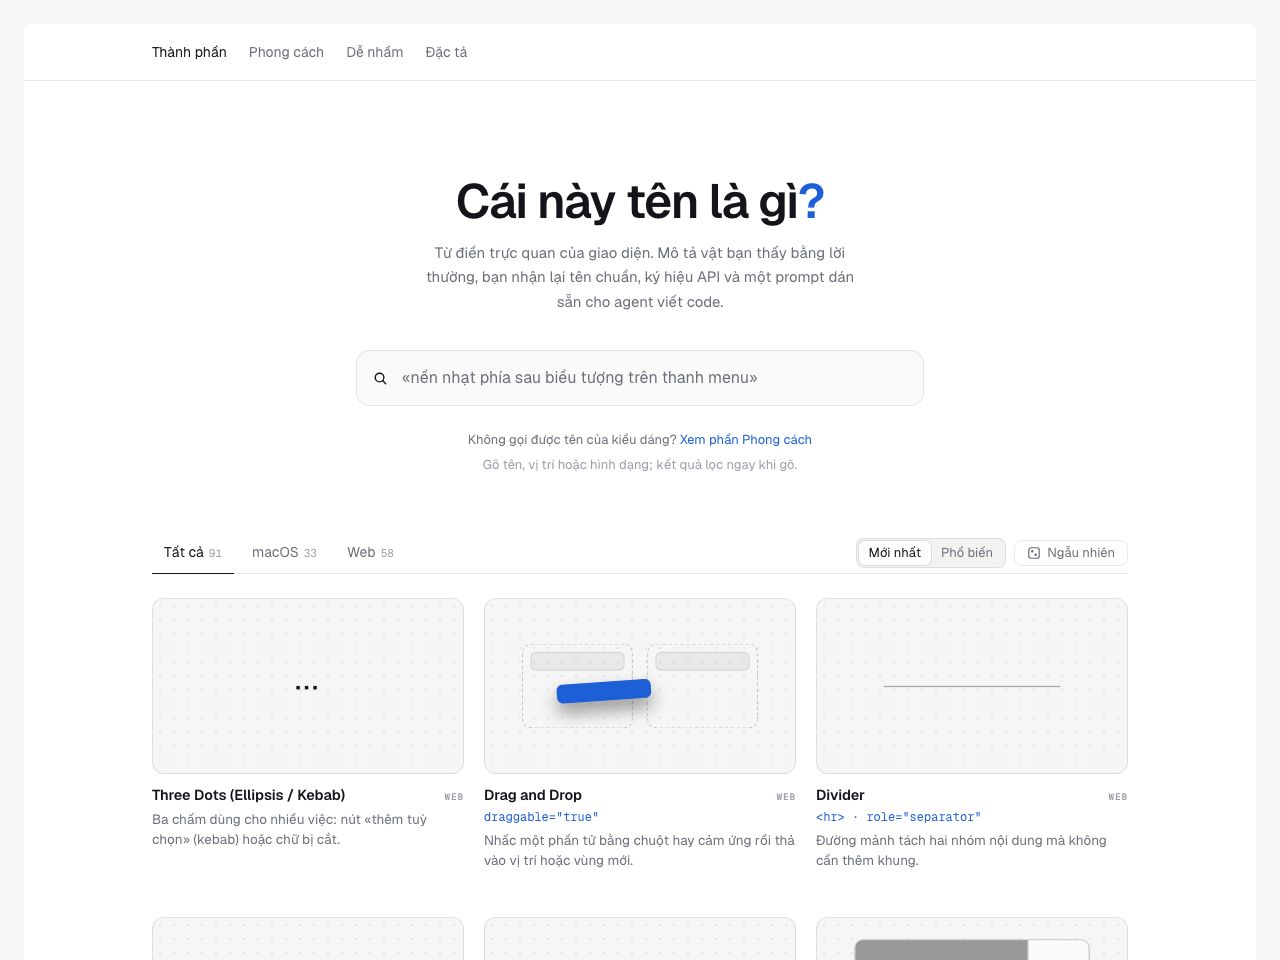 Thành phần
Phong cách
Dễ nhầm
Đặc tả
Cái này tên là gì?
Từ điển trực quan của giao diện. Mô tả vật bạn thấy bằng lời
thường, bạn nhận lại tên chuẩn, ký hiệu API và một prompt dán
sẵn cho agent viết code.
«nền nhạt phía sau biểu tượng trên thanh menu»
Không gọi được tên của kiểu dáng? Xem phần Phong cách
Gõ tên, vị trí hoặc hình dạng; kết quả lọc ngay khi gõ.
Tất cả 91
macOS 33
Web 58
Mới nhất
Phổ biến
Ngẫu nhiên
Three Dots (Ellipsis / Kebab)
WEB
Ba chấm dùng cho nhiều việc: nút «thêm tuỳ
chọn» (kebab) hoặc chữ bị cắt.
Drag and Drop
WEB
draggable="true"
Nhấc một phần tử bằng chuột hay cảm ứng rồi thả
vào vị trí hoặc vùng mới.
Divider
WEB
<hr> · role="separator"
Đường mảnh tách hai nhóm nội dung mà không
cần thêm khung.